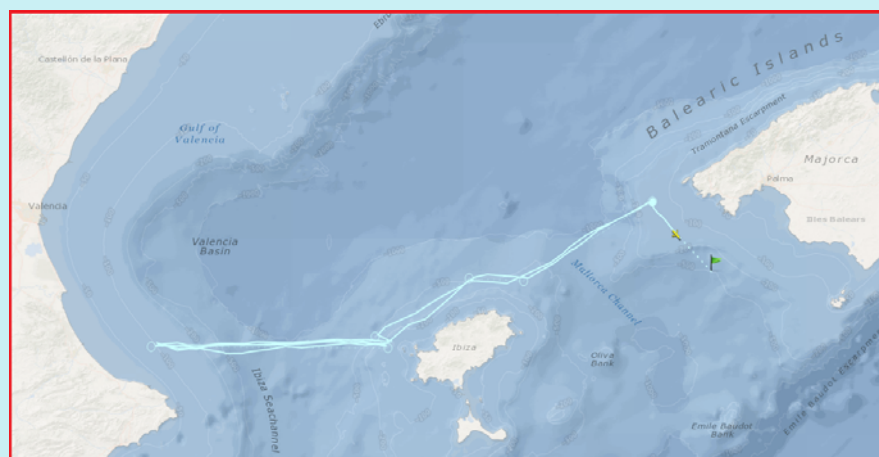 Castellón de la Plana
Ebro
Gulf of
Valencia
Balearic Islands
Tramontana Escarpment
Majorca
Palma
Illes Balears
Valencia
Valencia
Basin
Mallorca Channel
Ibiza
Ibiza Seachannel
Oliva
Bank
Emile Baudot
Bank
Emile Baudot Escarpment